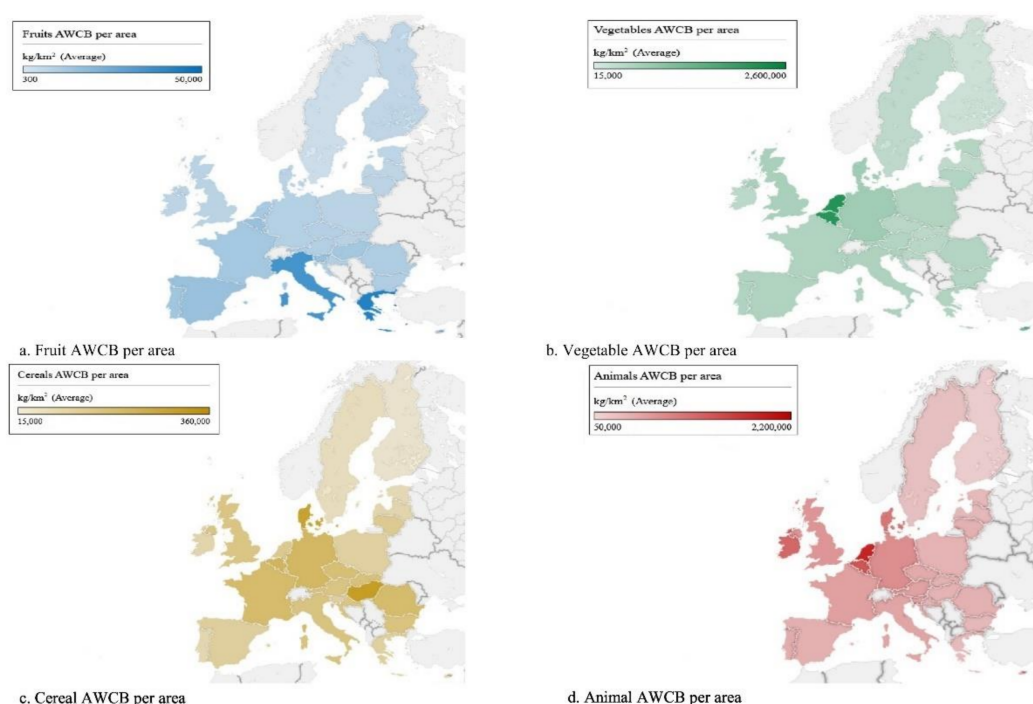 Fruits AWCB per area
kg/km² (Average)
300 50,000
a. Fruit AWCB per area
Vegetables AWCB per area
kg/km² (Average)
15,000 2,600,000
b. Vegetable AWCB per area
Cereals AWCB per area
kg/km² (Average)
15,000 360,000
c. Cereal AWCB per area
Animals AWCB per area
kg/km² (Average)
50,000 2,200,000
d. Animal AWCB per area